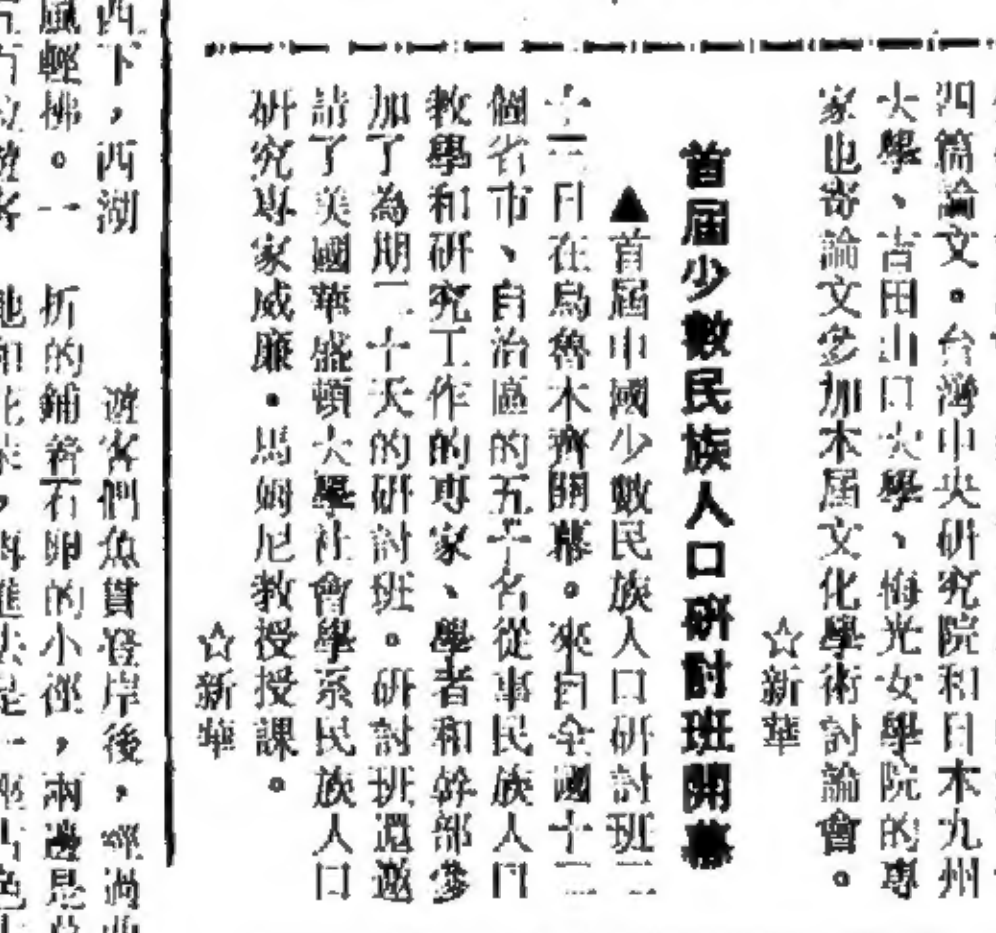 四篇論文。台灣中央研究院和日本九州
大學、古田山口大學、梅光女學院的專
家也寄論文參加本屆文化學術討論會。
☆新華
首屆少數民族人口研討班開幕
▲首屆中國少數民族人口研討班二
十二日在烏魯木齊開幕。來自全國十二
個省市、自治區的五十名從事民族人口
教學和研究工作的專家、學者和幹部參
加了為期二十天的研討班。研討班還邀
請了美國華盛頓大學社會學系民族人口
研究專家威廉・馬姆尼教授授課。
☆新華
西下,西湖
風輕拂。一
遊客們魚貫登岸後,經過曲
折的鋪着石卵的小徑,兩邊是